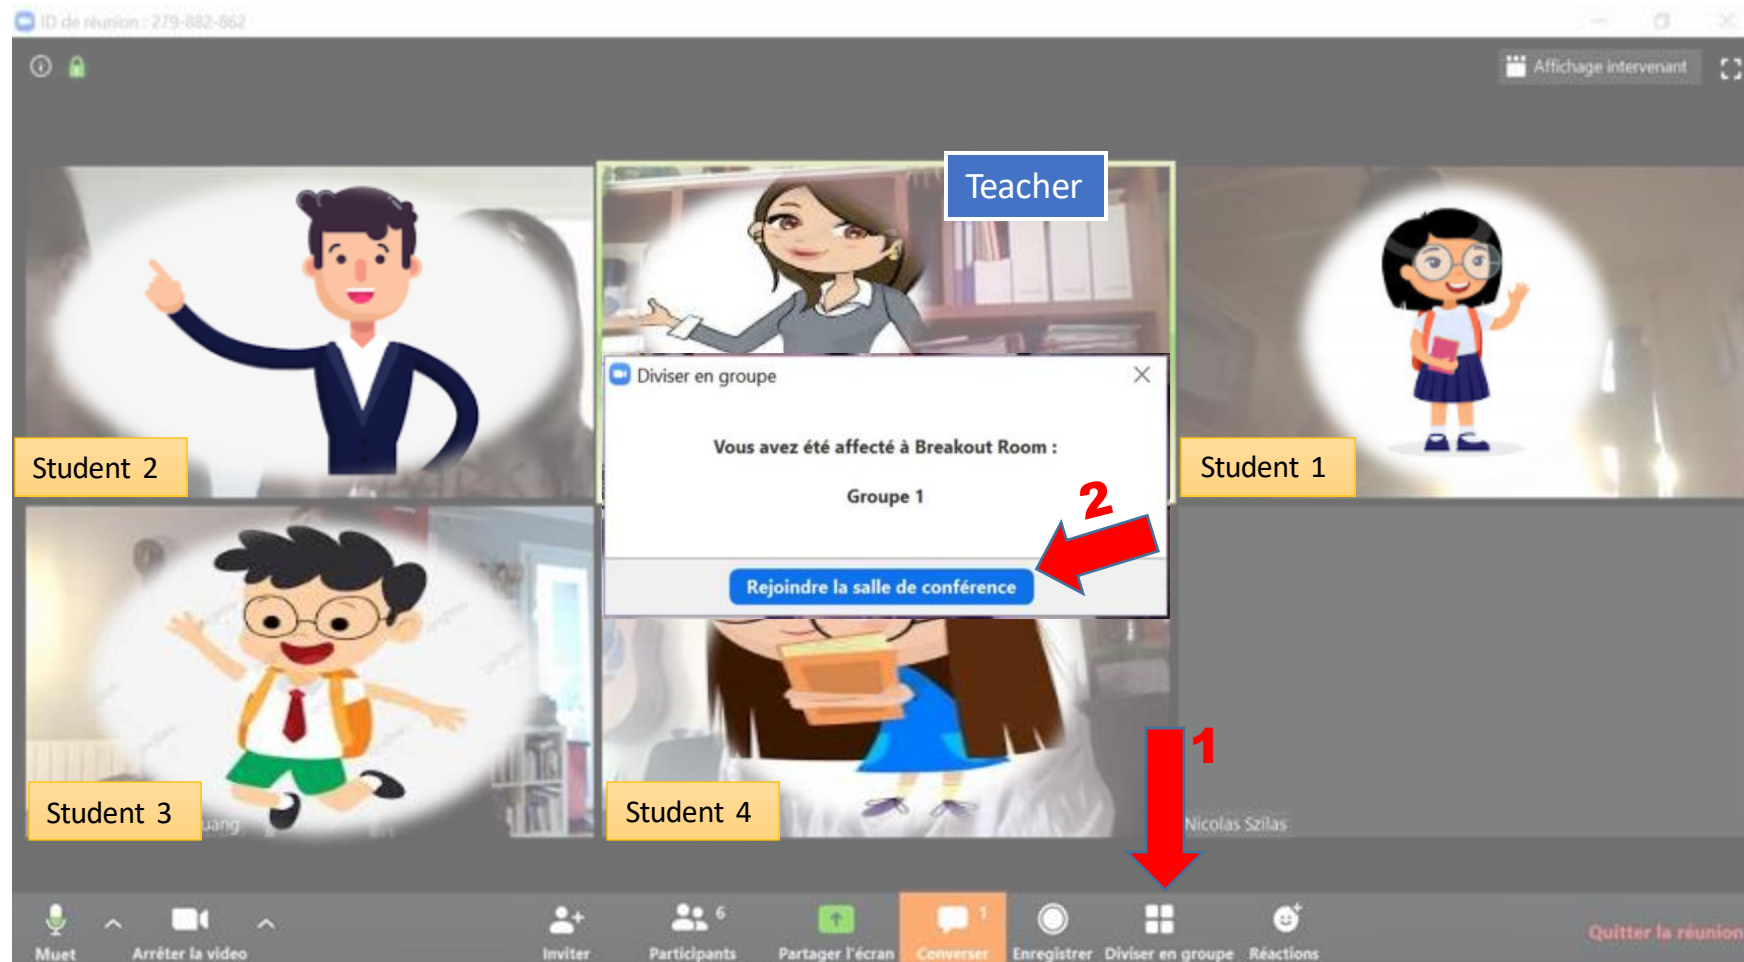 ID de réunion : 279-882-862
Affichage intervenant
Teacher
Diviser en groupe
Vous avez été affecté à Breakout Room :
Groupe 1
2
Rejoindre la salle de conférence
Student 2
Student 1
1
Student 3
uang
Student 4
Nicolas Szilas
6
1
Muet
Arrêter la video
Inviter
Participants
Partager l'écran
Converser
Enregistrer
Diviser en groupe
Réactions
Quitter la réunion